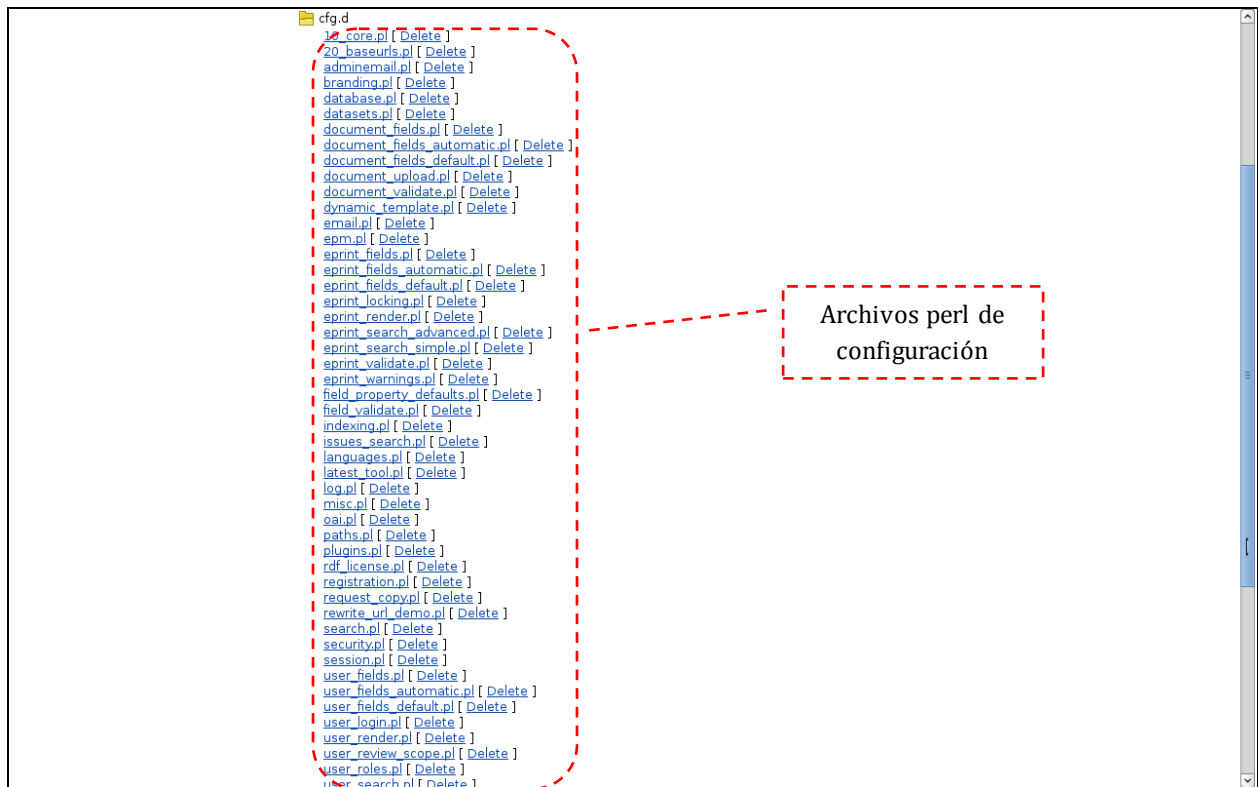 cfg.d
10_core.pl [ Delete ]
20_baseurls.pl [ Delete ]
adminemail.pl [ Delete ]
branding.pl [ Delete ]
database.pl [ Delete ]
datasets.pl [ Delete ]
document_fields.pl [ Delete ]
document_fields_automatic.pl [ Delete ]
document_fields_default.pl [ Delete ]
document_upload.pl [ Delete ]
document_validate.pl [ Delete ]
dynamic_template.pl [ Delete ]
email.pl [ Delete ]
epm.pl [ Delete ]
eprint_fields.pl [ Delete ]
eprint_fields_automatic.pl [ Delete ]
eprint_fields_default.pl [ Delete ]
eprint_locking.pl [ Delete ]
eprint_render.pl [ Delete ]
eprint_search_advanced.pl [ Delete ]
eprint_search_simple.pl [ Delete ]
eprint_validate.pl [ Delete ]
eprint_warnings.pl [ Delete ]
field_property_defaults.pl [ Delete ]
field_validate.pl [ Delete ]
indexing.pl [ Delete ]
issues_search.pl [ Delete ]
languages.pl [ Delete ]
latest_tool.pl [ Delete ]
log.pl [ Delete ]
misc.pl [ Delete ]
oai.pl [ Delete ]
paths.pl [ Delete ]
plugins.pl [ Delete ]
rdf_license.pl [ Delete ]
registration.pl [ Delete ]
request_copy.pl [ Delete ]
rewrite_url_demo.pl [ Delete ]
search.pl [ Delete ]
security.pl [ Delete ]
session.pl [ Delete ]
user_fields.pl [ Delete ]
user_fields_automatic.pl [ Delete ]
user_fields_default.pl [ Delete ]
user_login.pl [ Delete ]
user_render.pl [ Delete ]
user_review_scope.pl [ Delete ]
user_roles.pl [ Delete ]
user_search.pl [ Delete ]
Archivos perl de
configuración